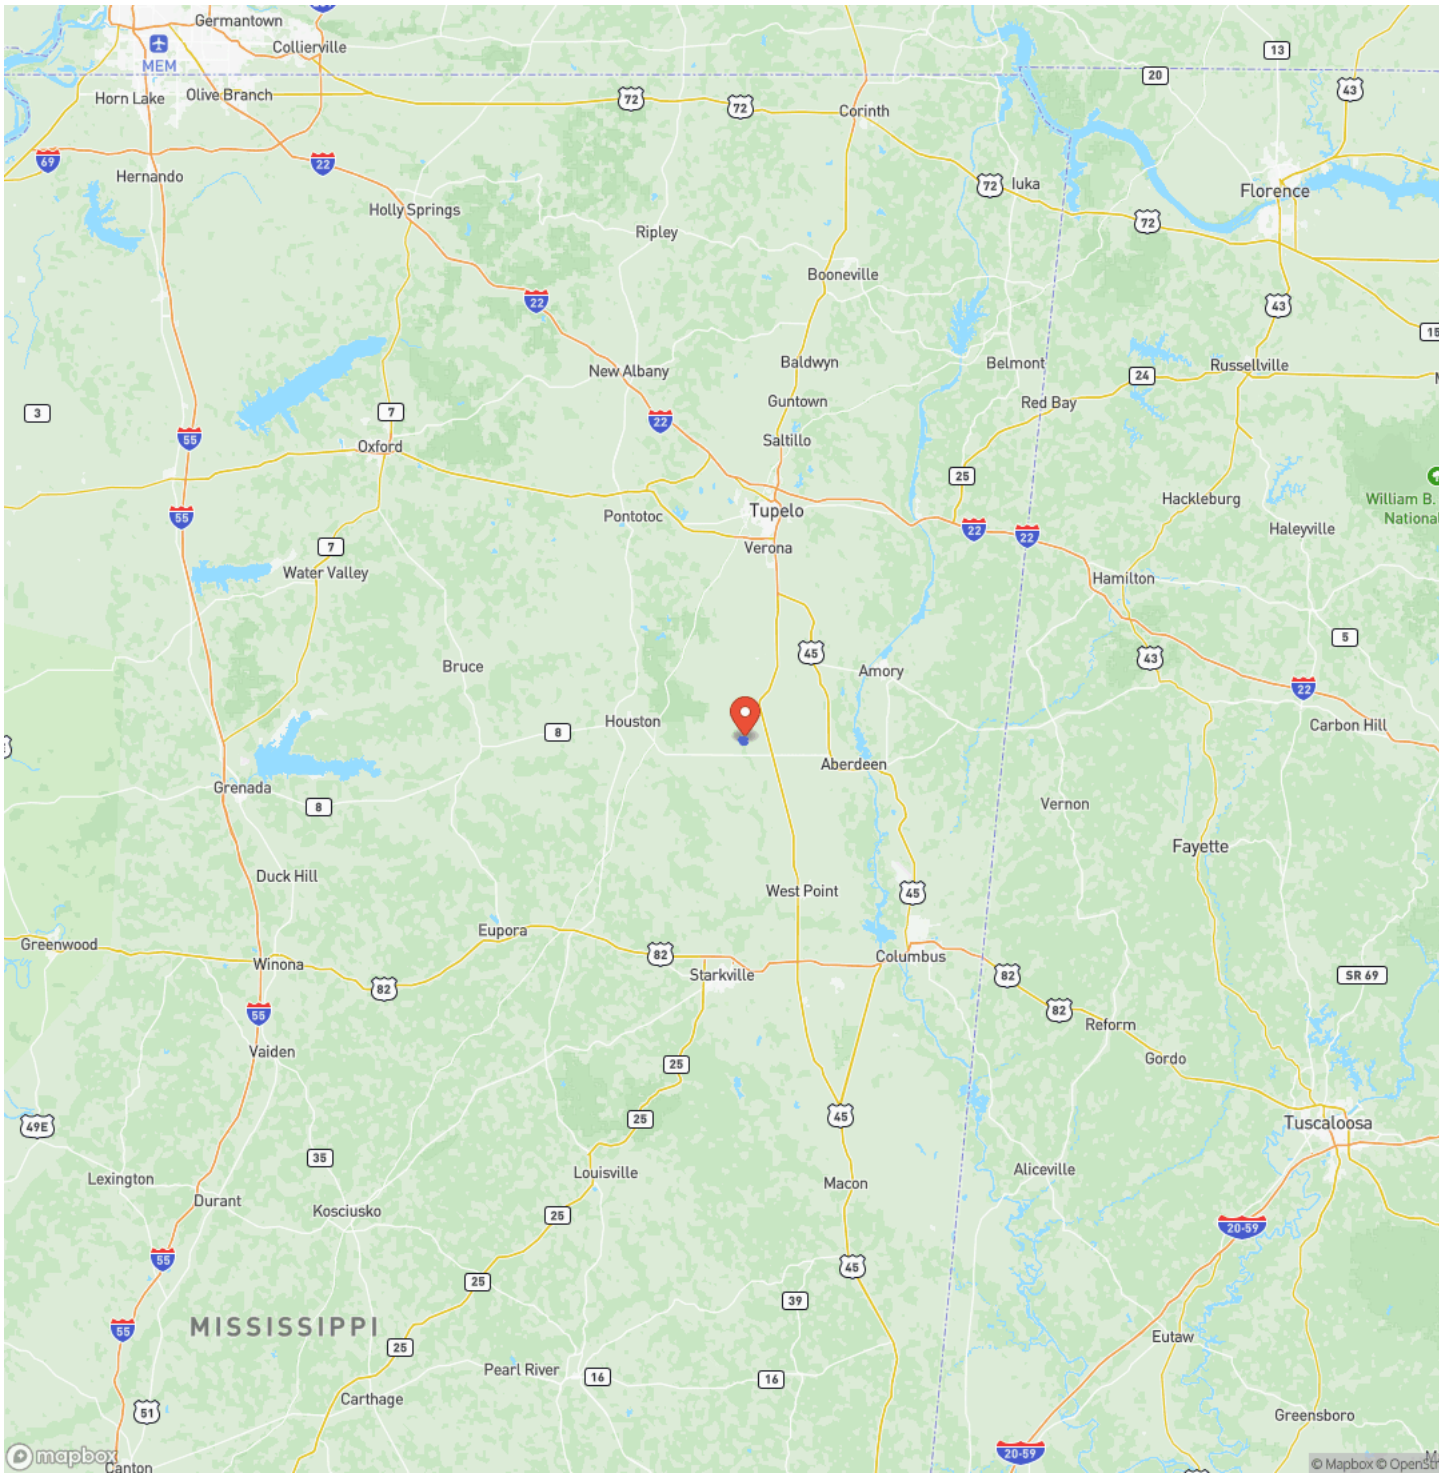 Germantown
Collierville
MEM
Horn Lake
Olive Branch
13
20
43
72
72
Corinth
69
22
Hernando
72
Iuka
Florence
Holly Springs
72
Ripley
Booneville
22
43
15
New Albany
Baldwyn
Belmont
Russellville
24
3
7
Guntown
Red Bay
22
55
Oxford
Saltillo
25
Hackleburg
William B.
National
55
Pontotoc
Tupelo
22
22
Haleyville
7
Verona
Water Valley
Hamilton
5
45
43
Bruce
Amory
22
Houston
8
Carbon Hill
Aberdeen
Grenada
8
Vernon
Fayette
Duck Hill
West Point
45
Eupora
Greenwood
82
Columbus
Winona
Starkville
82
SR 69
82
55
82
Reform
Vaiden
25
Gordo
49E
25
45
Tuscaloosa
35
Louisville
Aliceville
Lexington
Macon
Durant
Kosciusko
25
20-59
55
45
25
39
MISSISSIPPI
55
25
Eutaw
Pearl River
16
16
Carthage
51
Greensboro
mapbox
20-59
Canton
© Mapbox © OpenStr